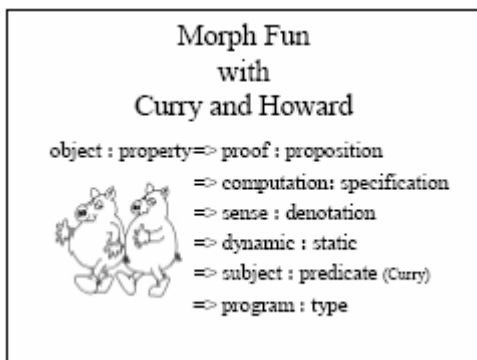 Morph Fun
with
Curry and Howard
object : property=> proof : proposition
=> computation: specification
=> sense : denotation
=> dynamic : static
=> subject : predicate (Curry)
=> program : type